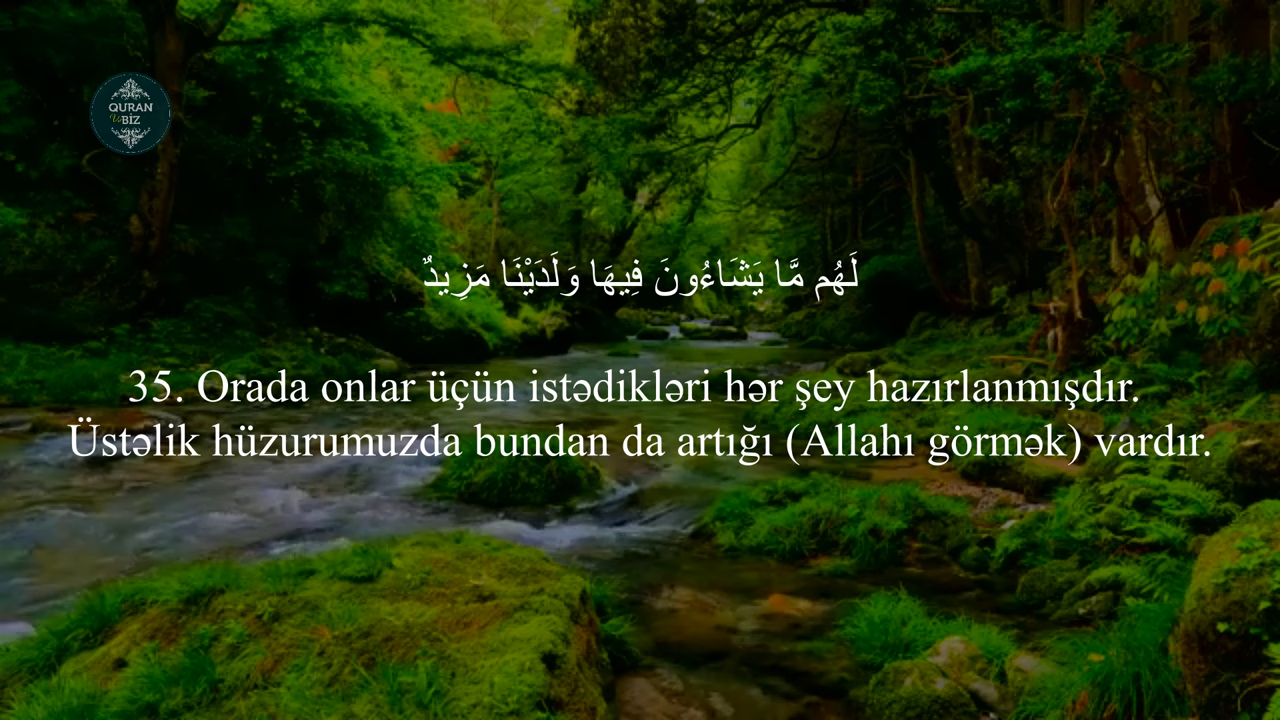 QURAN
Və BİZ
لَهُم مَّا يَشَاءُونَ فِيهَا وَلَدَيْنَا مَزِيدٌ
35. Orada onlar üçün istədikləri hər şey hazırlanmışdır.
Üstəlik hüzurumuzda bundan da artığı (Allahı görmək) vardır.